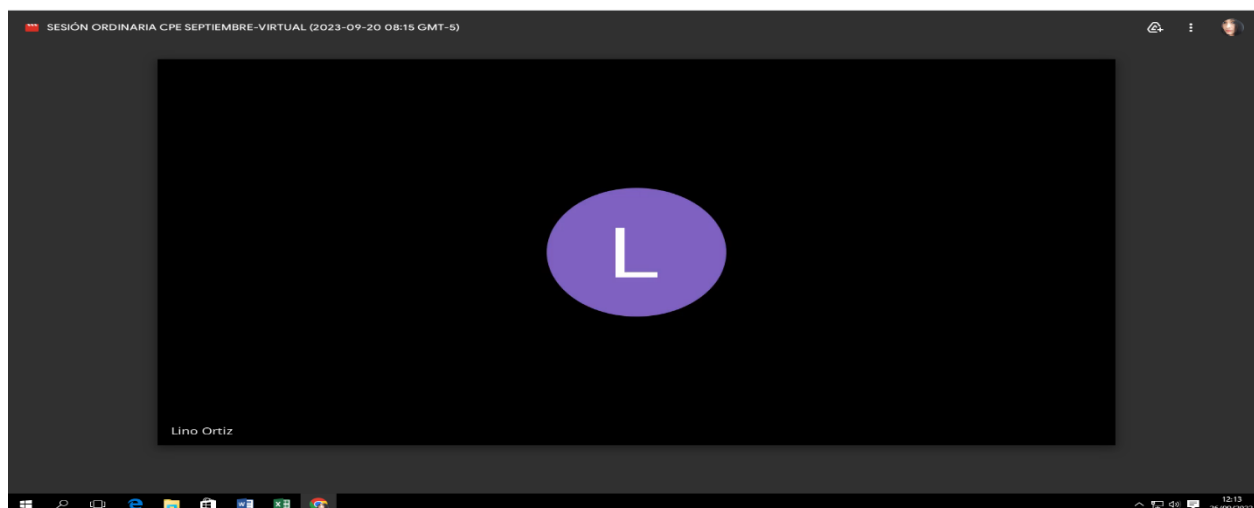 SESIÓN ORDINARIA CPE SEPTIEMBRE-VIRTUAL (2023-09-20 08:15 GMT-5)
L
Lino Ortiz
12:13